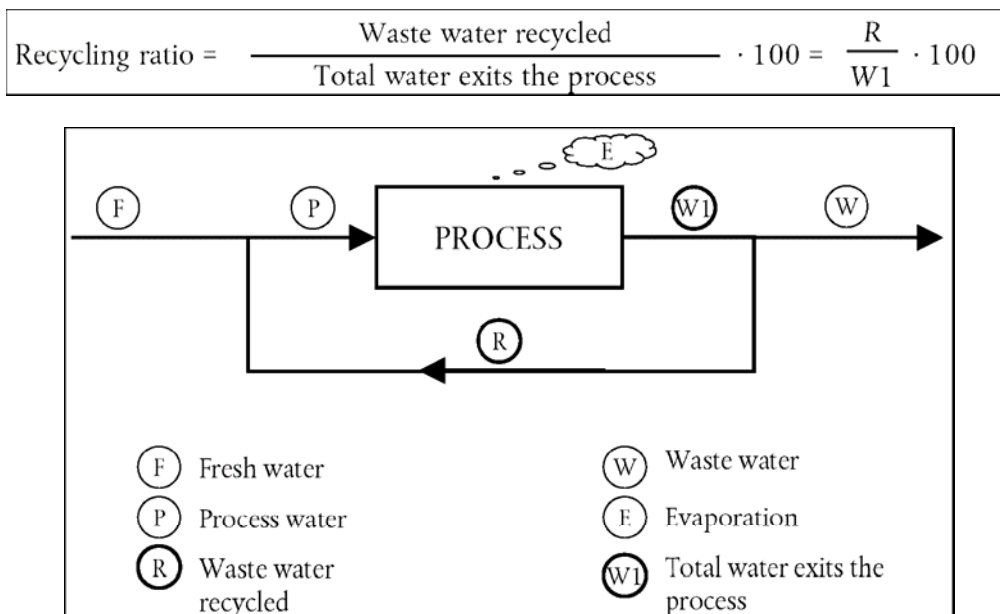 Recycling ratio = Waste water recycled / Total water exits the process · 100 = R / W1 · 100
E
F P W1 W
PROCESS
R
F Fresh water
W Waste water
P Process water
E Evaporation
R Waste water
recycled
W1 Total water exits the
process